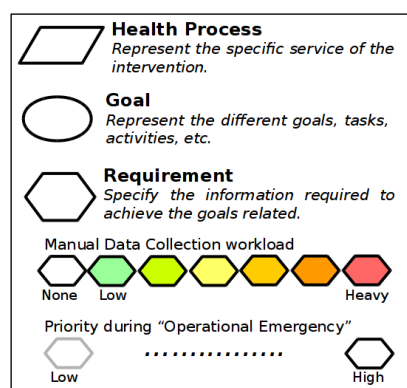 Health Process
Represent the specific service of the
intervention.
Goal
Represent the different goals, tasks,
activities, etc.
Requirement
Specify the information required to
achieve the goals related.
Manual Data Collection workload
None Low Heavy
Priority during “Operational Emergency”
Low High